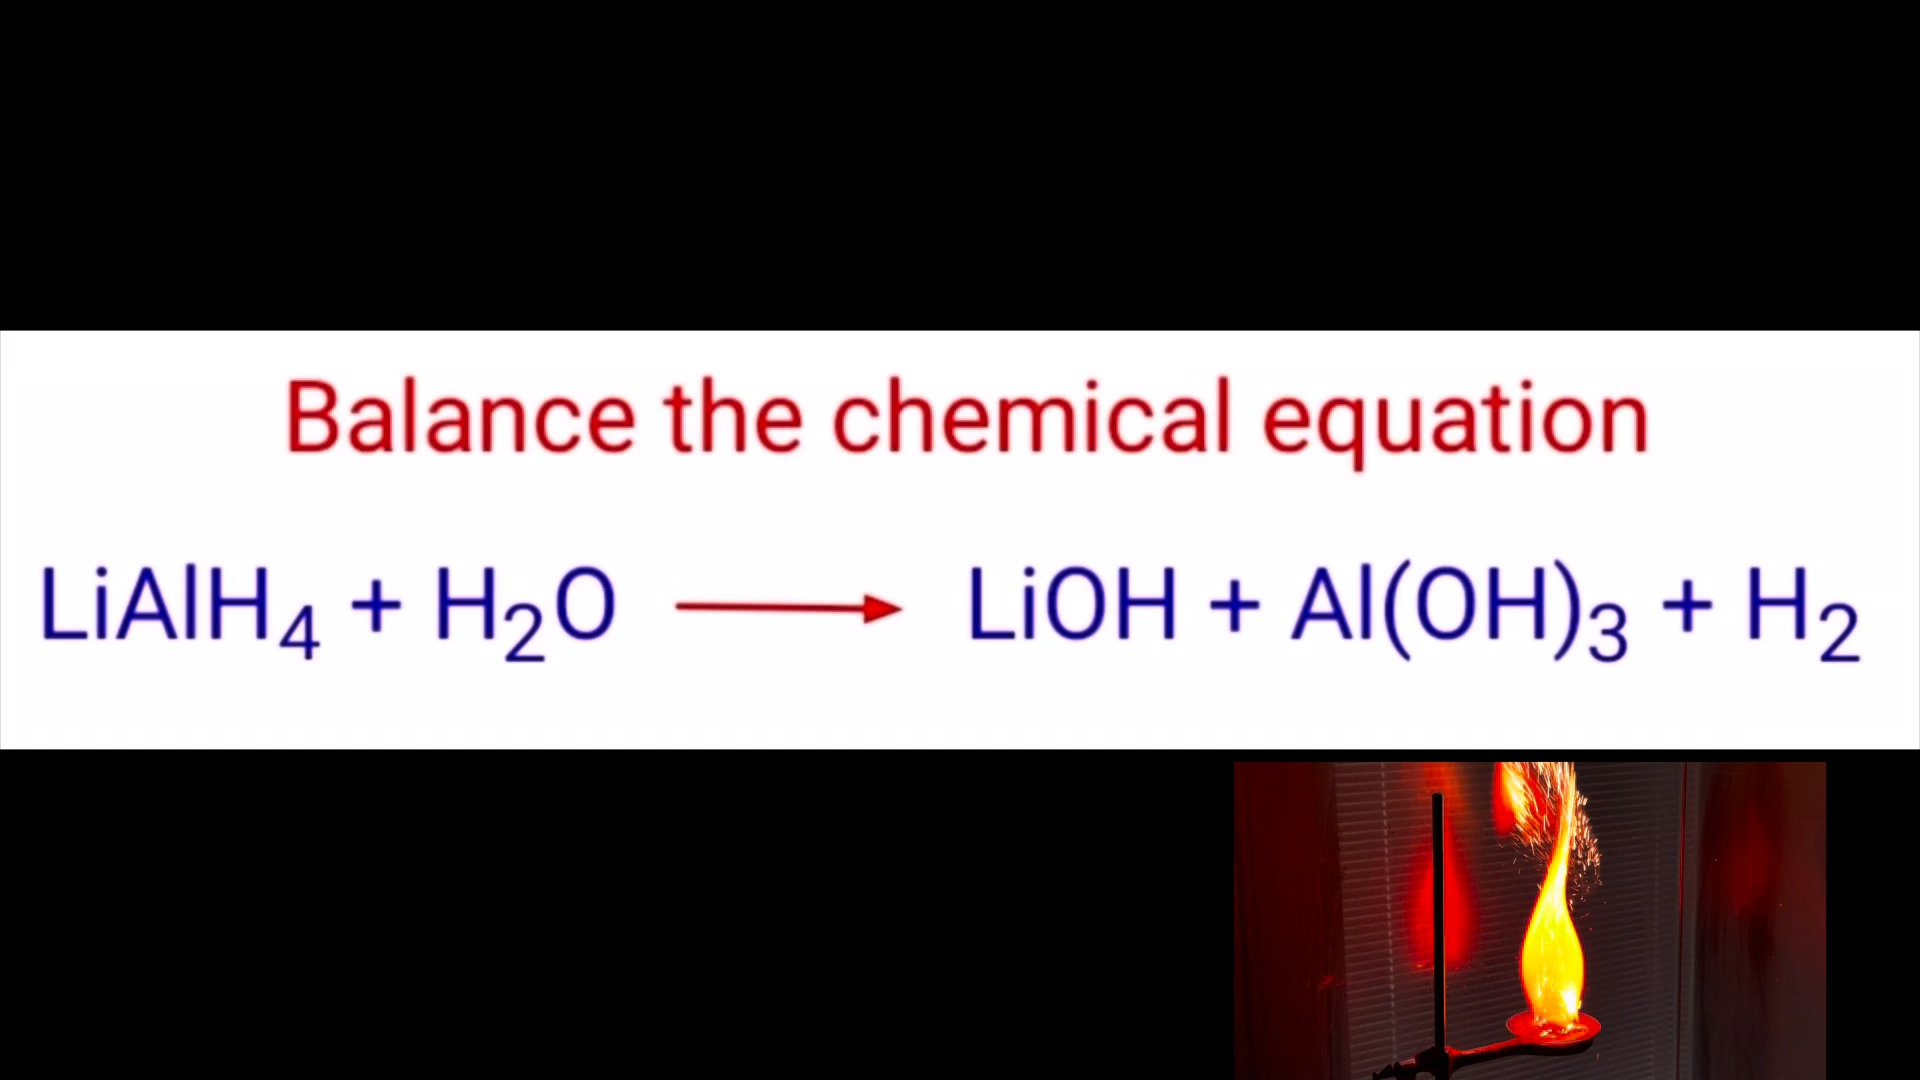 Balance the chemical equation
LiAlH₄ + H₂O ⟶ LiOH + Al(OH)₃ + H₂